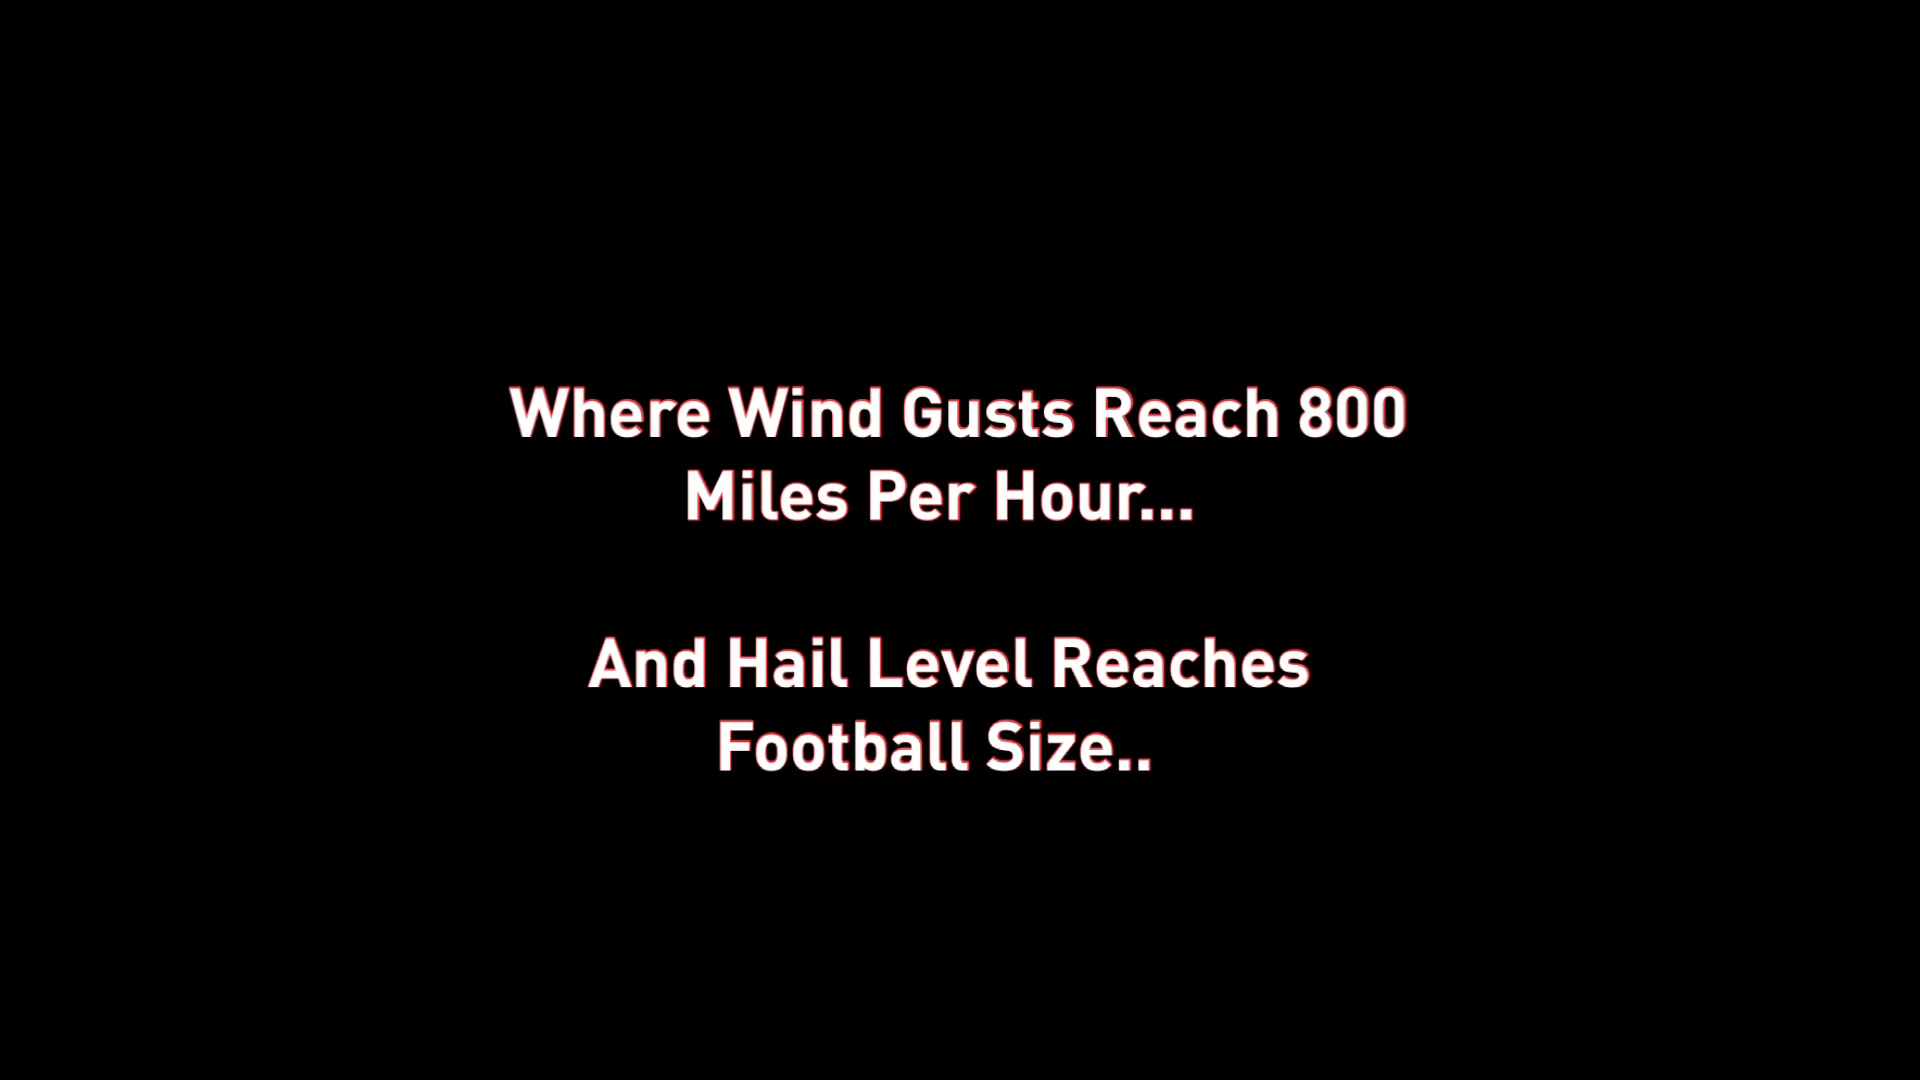 Where Wind Gusts Reach 800
Miles Per Hour...
And Hail Level Reaches
Football Size..